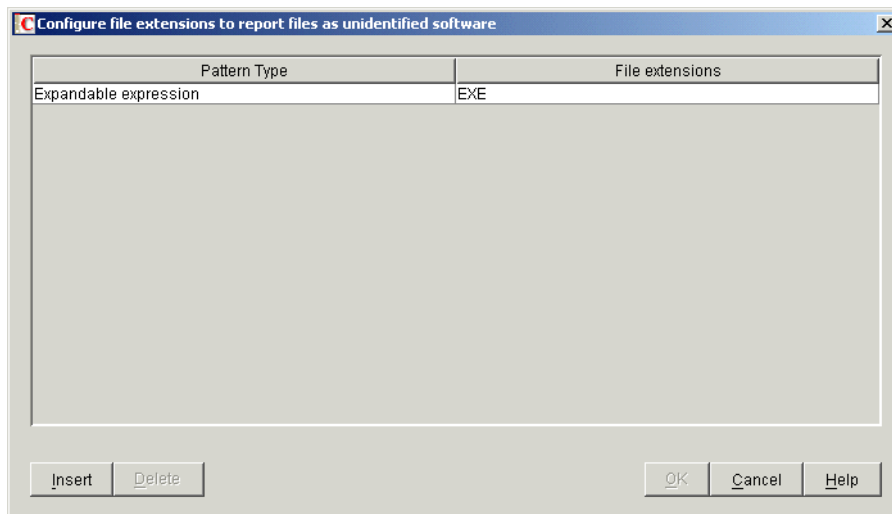 Configure file extensions to report files as unidentified software
Pattern Type File extensions
Expandable expression EXE
Insert Delete OK Cancel Help